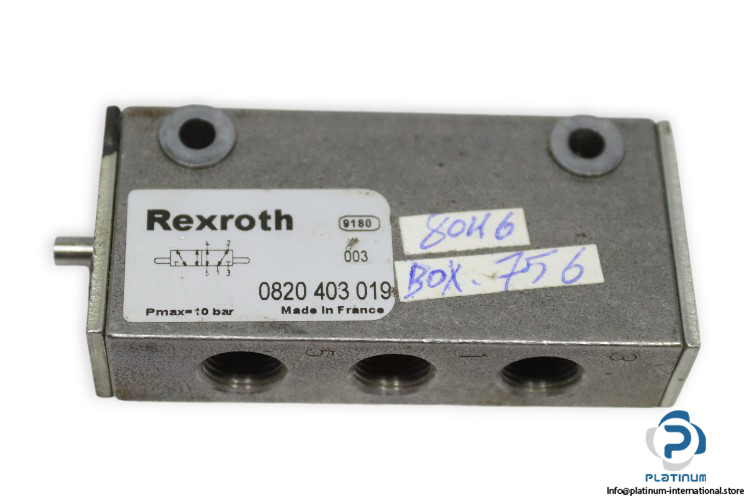 Rexroth
9180
003
4 2
5 1 3
0820 403 019
Pmax=10 bar
Made in France
80H6
BOX. 756
5 1 3
PLATINUM
Info@platinum-international.store